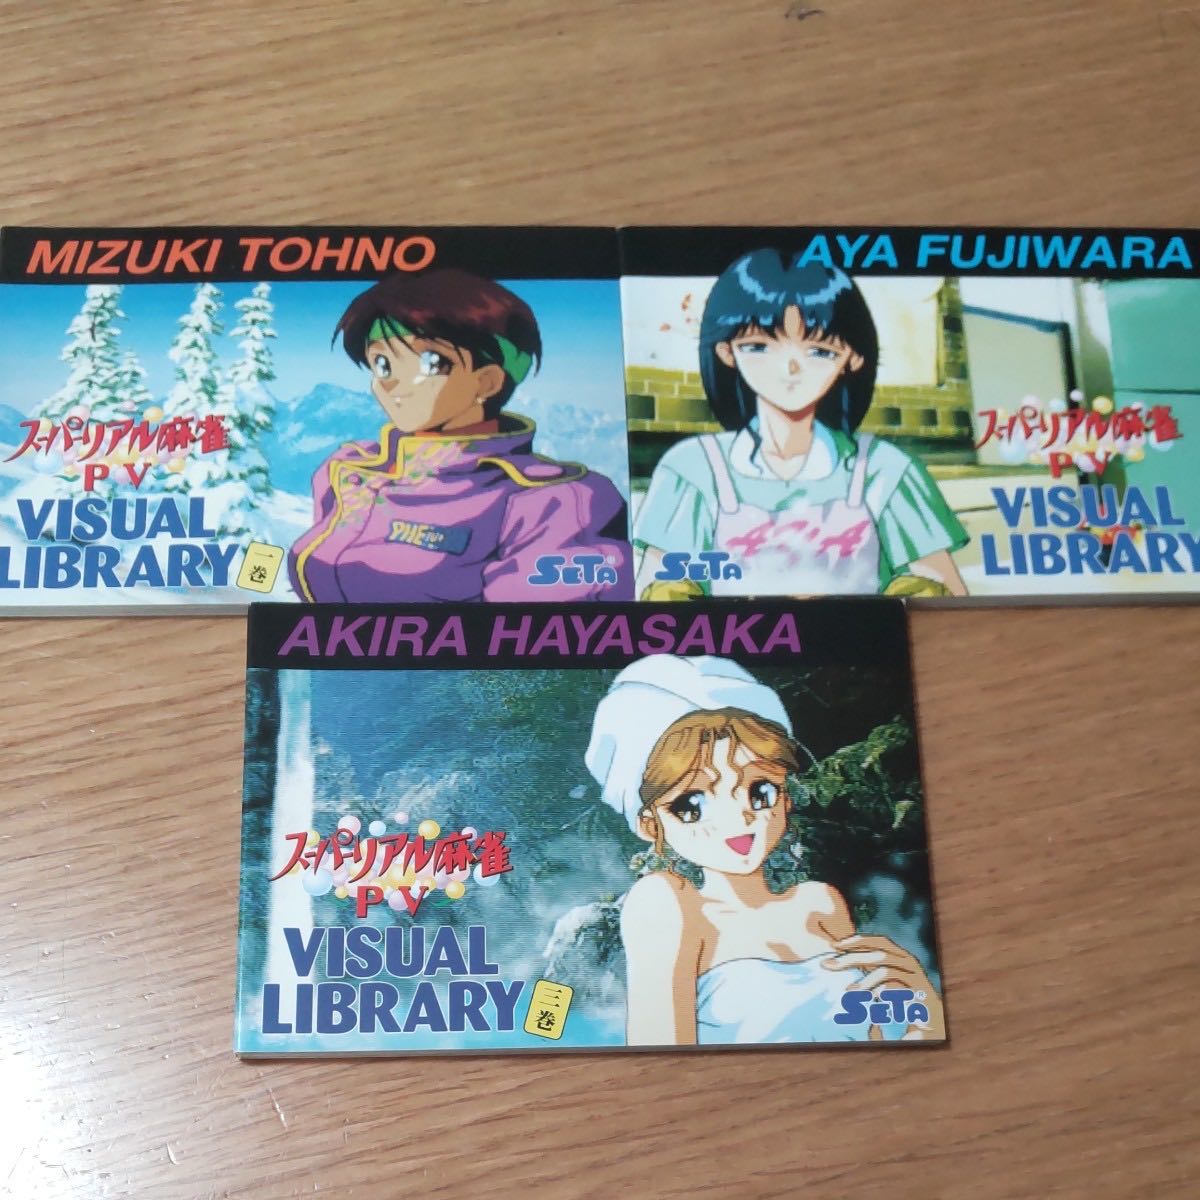 MIZUKI TOHNO
スーパーリアル麻雀
PV
VISUAL
LIBRARY
一巻
PHE
SETA®
AYA FUJIWARA
スーパーリアル麻雀
PV
VISUAL
LIBRARY
AYA
SETA
AKIRA HAYASAKA
スーパーリアル麻雀
PV
VISUAL
LIBRARY
三巻
SETA®